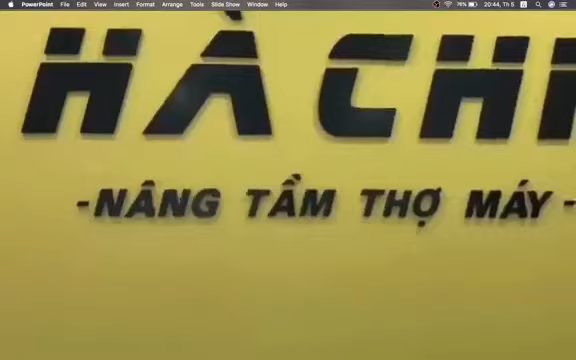 PowerPoint File Edit View Insert Format Arrange Tools Slide Show Window Help 76% 20:44, Th 5
HÀ CH
-NÂNG TẦM THỢ MÁY-